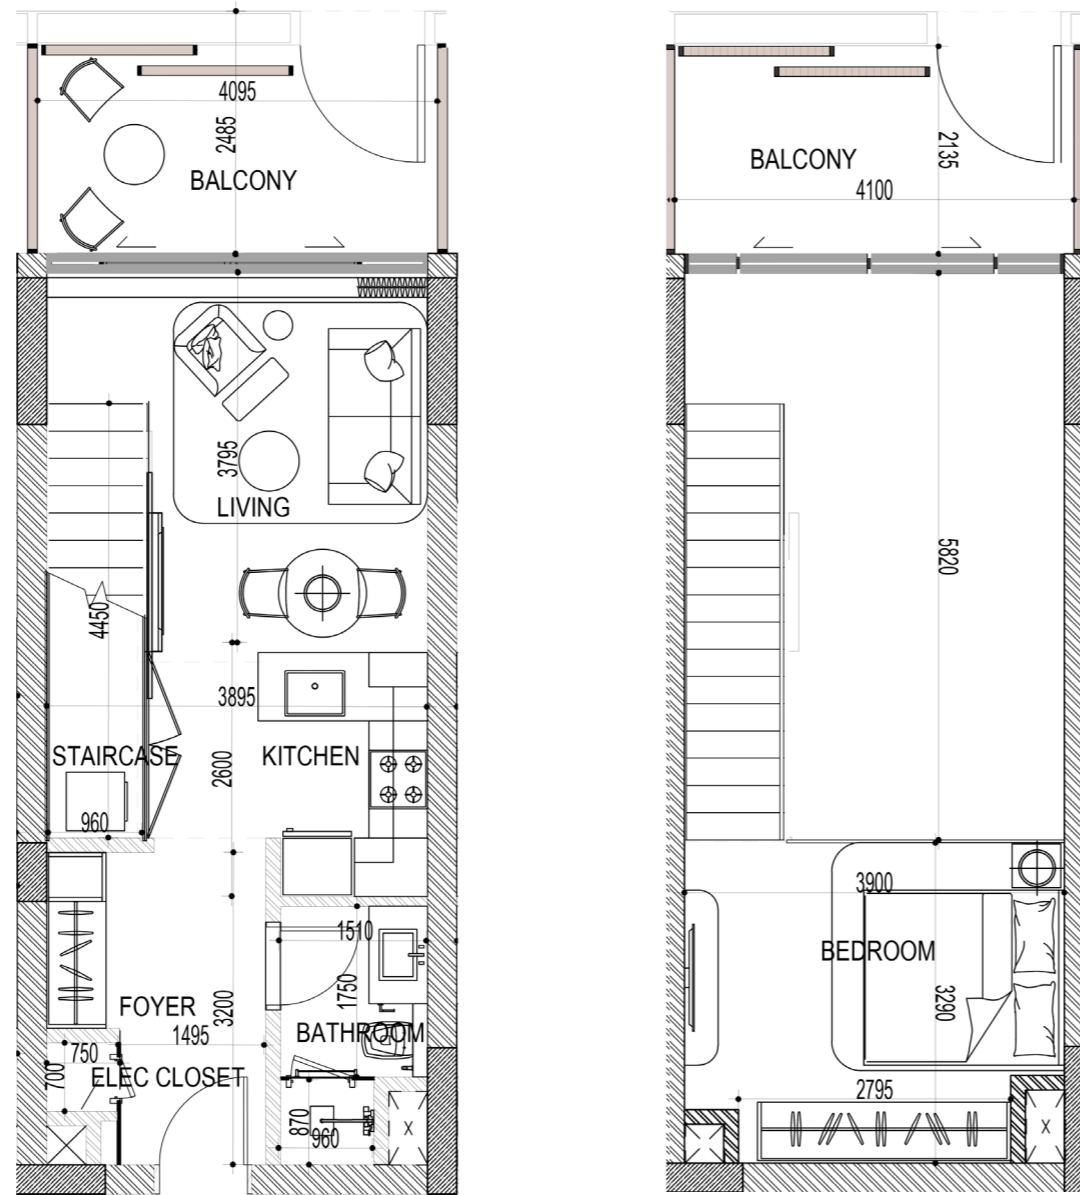 4095
2485
BALCONY
3795
LIVING
4450
3895
STAIRCASE
KITCHEN
2600
960
1510
1750
FOYER
3200
BATHROOM
1495
750
700
ELEC CLOSET
870
960
X
BALCONY
2135
4100
5820
3900
BEDROOM
3290
2795
X